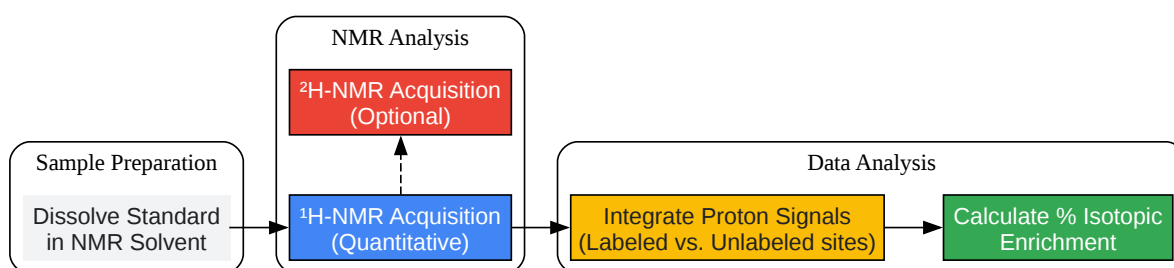 NMR Analysis
²H-NMR Acquisition
(Optional)
Sample Preparation
Dissolve Standard
in NMR Solvent
¹H-NMR Acquisition
(Quantitative)
Data Analysis
Integrate Proton Signals
(Labeled vs. Unlabeled sites)
Calculate % Isotopic
Enrichment